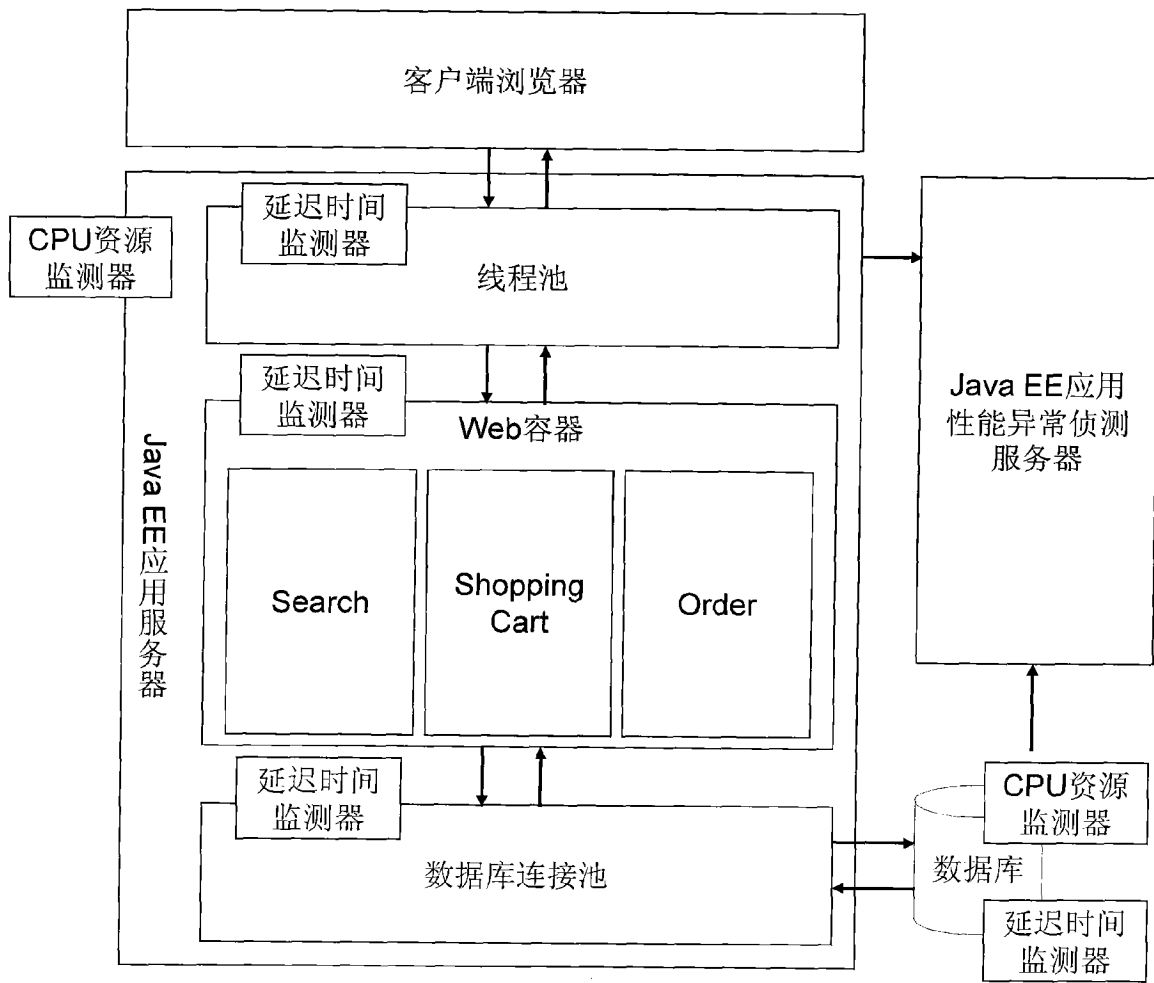 客户端浏览器
延迟时间
监测器
CPU资源
监测器
线程池
延迟时间
监测器
Web容器
Java EE应用
性能异常侦测
服务器
Java EE应用服务器
Search
Shopping
Cart
Order
延迟时间
监测器
数据库连接池
CPU资源
监测器
数据库
延迟时间
监测器